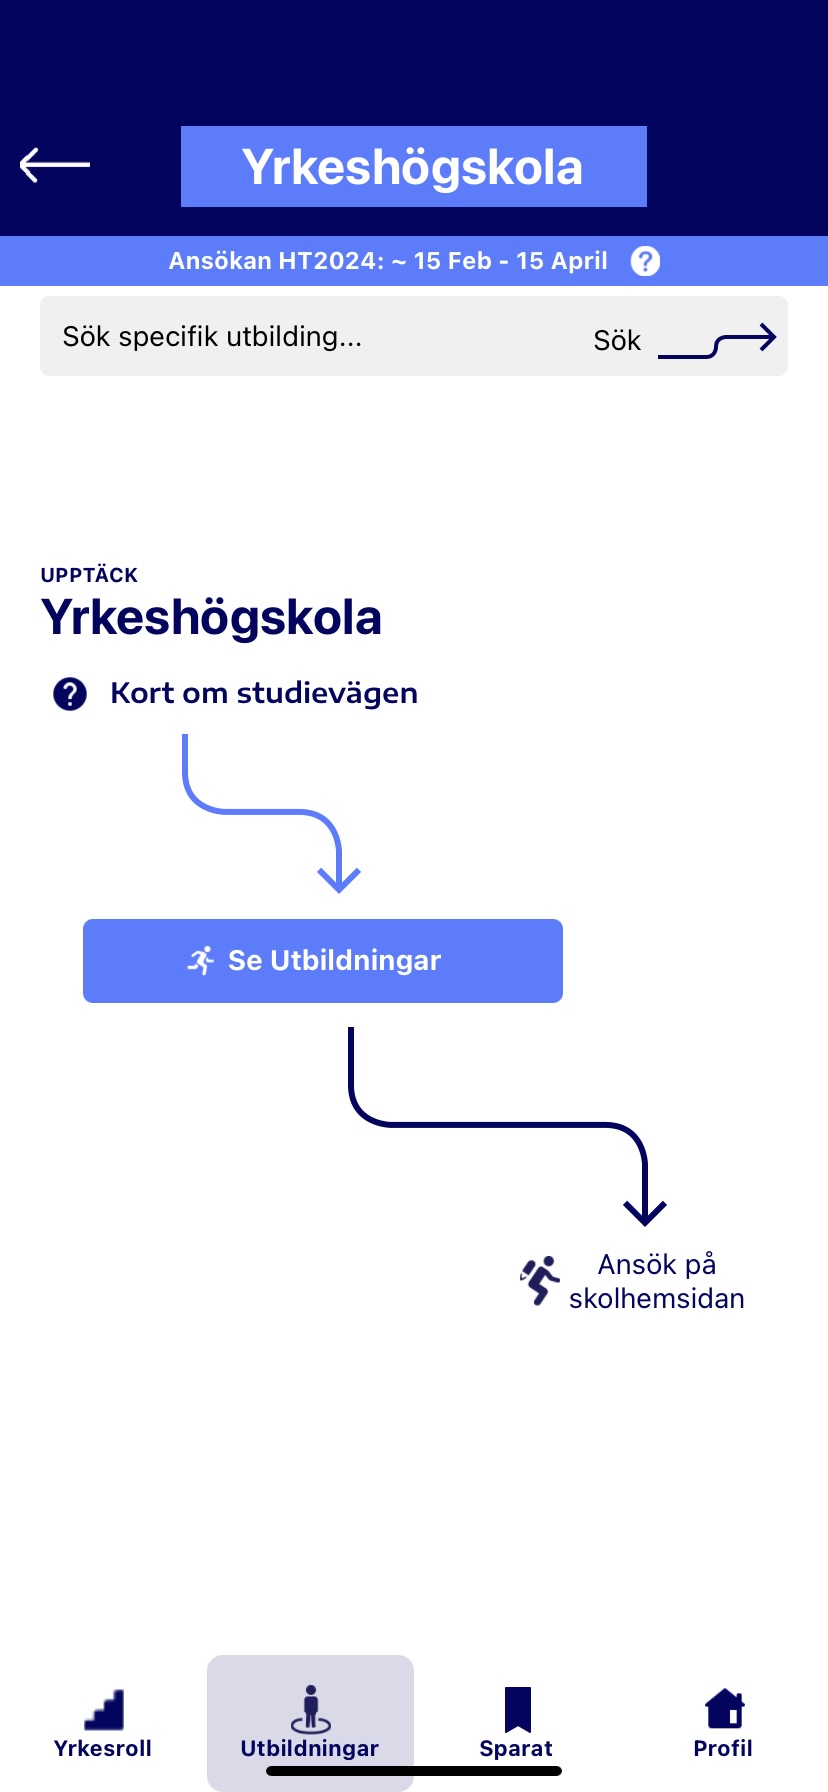 Yrkeshögskola
Ansökan HT2024: ~ 15 Feb - 15 April ?
Sök specifik utbilding... Sök
UPPTÄCK
Yrkeshögskola
? Kort om studievägen
Se Utbildningar
Ansök på
skolhemsidan
Yrkesroll Utbildningar Sparat Profil